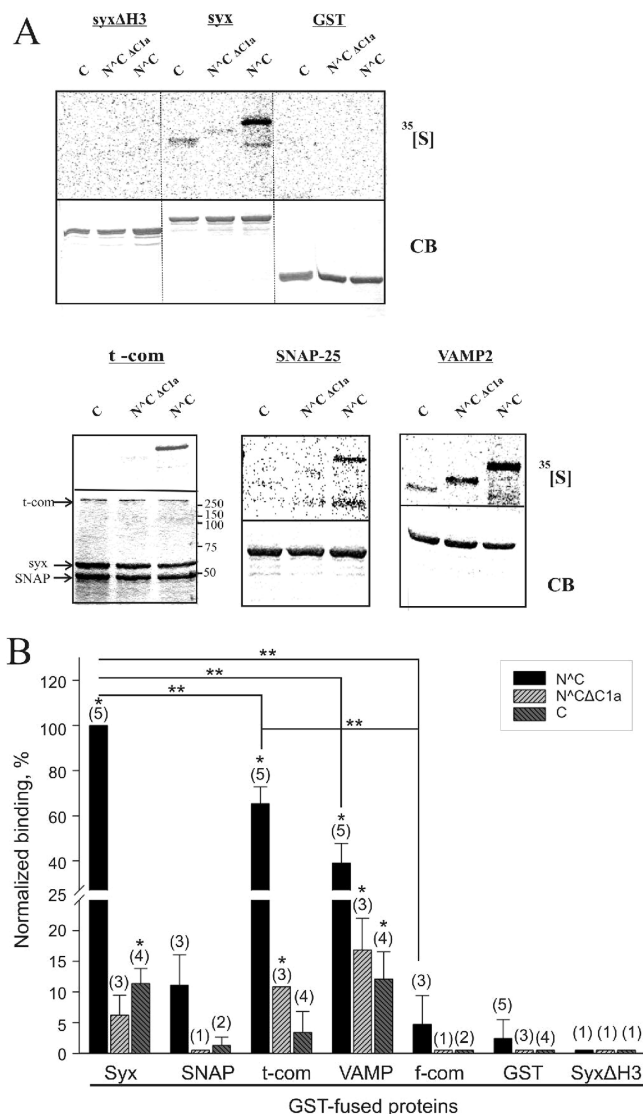 A
syxΔH3 syx GST
C N^C ΔC1a N^C C N^C ΔC1a N^C C N^C ΔC1a N^C
35[S]
CB
t -com SNAP-25 VAMP2
C N^C ΔC1a N^C C N^C ΔC1a N^C C N^C ΔC1a N^C
35[S]
t-com
250
150
100
75
syx
50
SNAP
CB
B
Normalized binding, %
120
100
80
60
40
25
20
15
10
5
0
** ** ** **
N^C
N^CΔC1a
C
* (5) (3) * (4)
(3) (1) (2)
* (5) * (3) (4)
* (5) * (3) * (4)
(3) (1) (2)
(5) (3) (4)
(1) (1) (1)
Syx SNAP t-com VAMP f-com GST SyxΔH3
GST-fused proteins